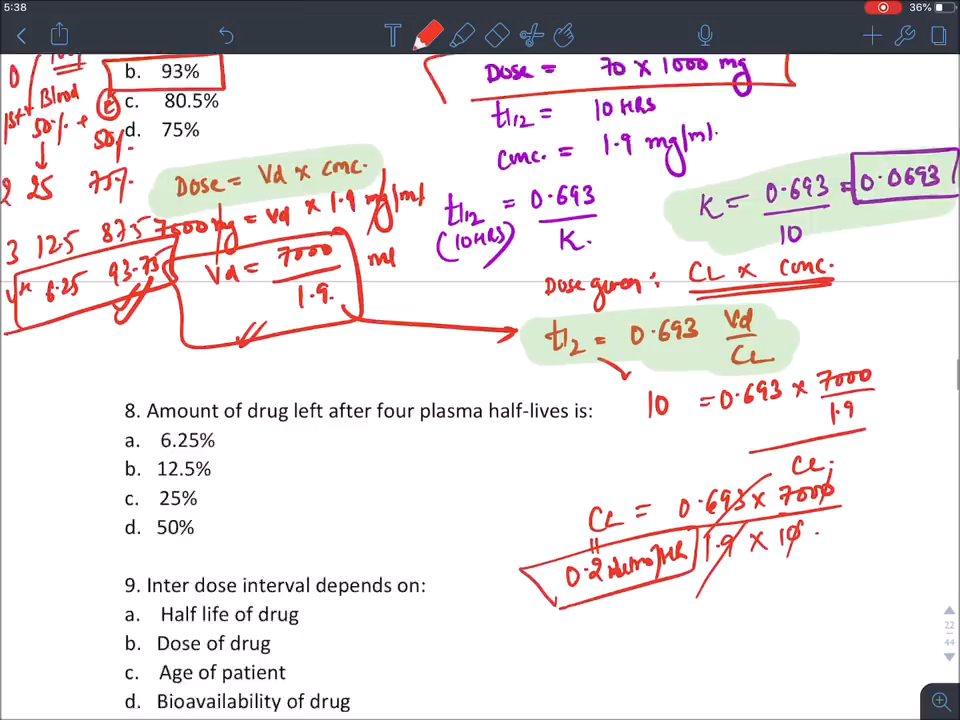 5:38
36%
T
b. 93%
c. 80.5%
d. 75%
0
Blood
1st
50%
50%
2 25 75%
3 12.5 87.5
6.25 93.75
Dose = Vd x conc.
7000 mg = Vd x 1.9 mg/ml
Vd = 7000 ml
1.9
Dose = 70 x 1000 mg
t1/2 = 10 HRS
Conc. = 1.9 mg/ml.
t1/2 = 0.693
(10HRS) K.
K = 0.693 = 0.0693
10
Dose given : CL x conc.
t1/2 = 0.693 Vd
CL
10 = 0.693 x 7000
1.9
CL.
CL = 0.693 x 7000
1.9 x 10
0.2
8. Amount of drug left after four plasma half-lives is:
a. 6.25%
b. 12.5%
c. 25%
d. 50%
9. Inter dose interval depends on:
a. Half life of drug
b. Dose of drug
c. Age of patient
d. Bioavailability of drug
22
44